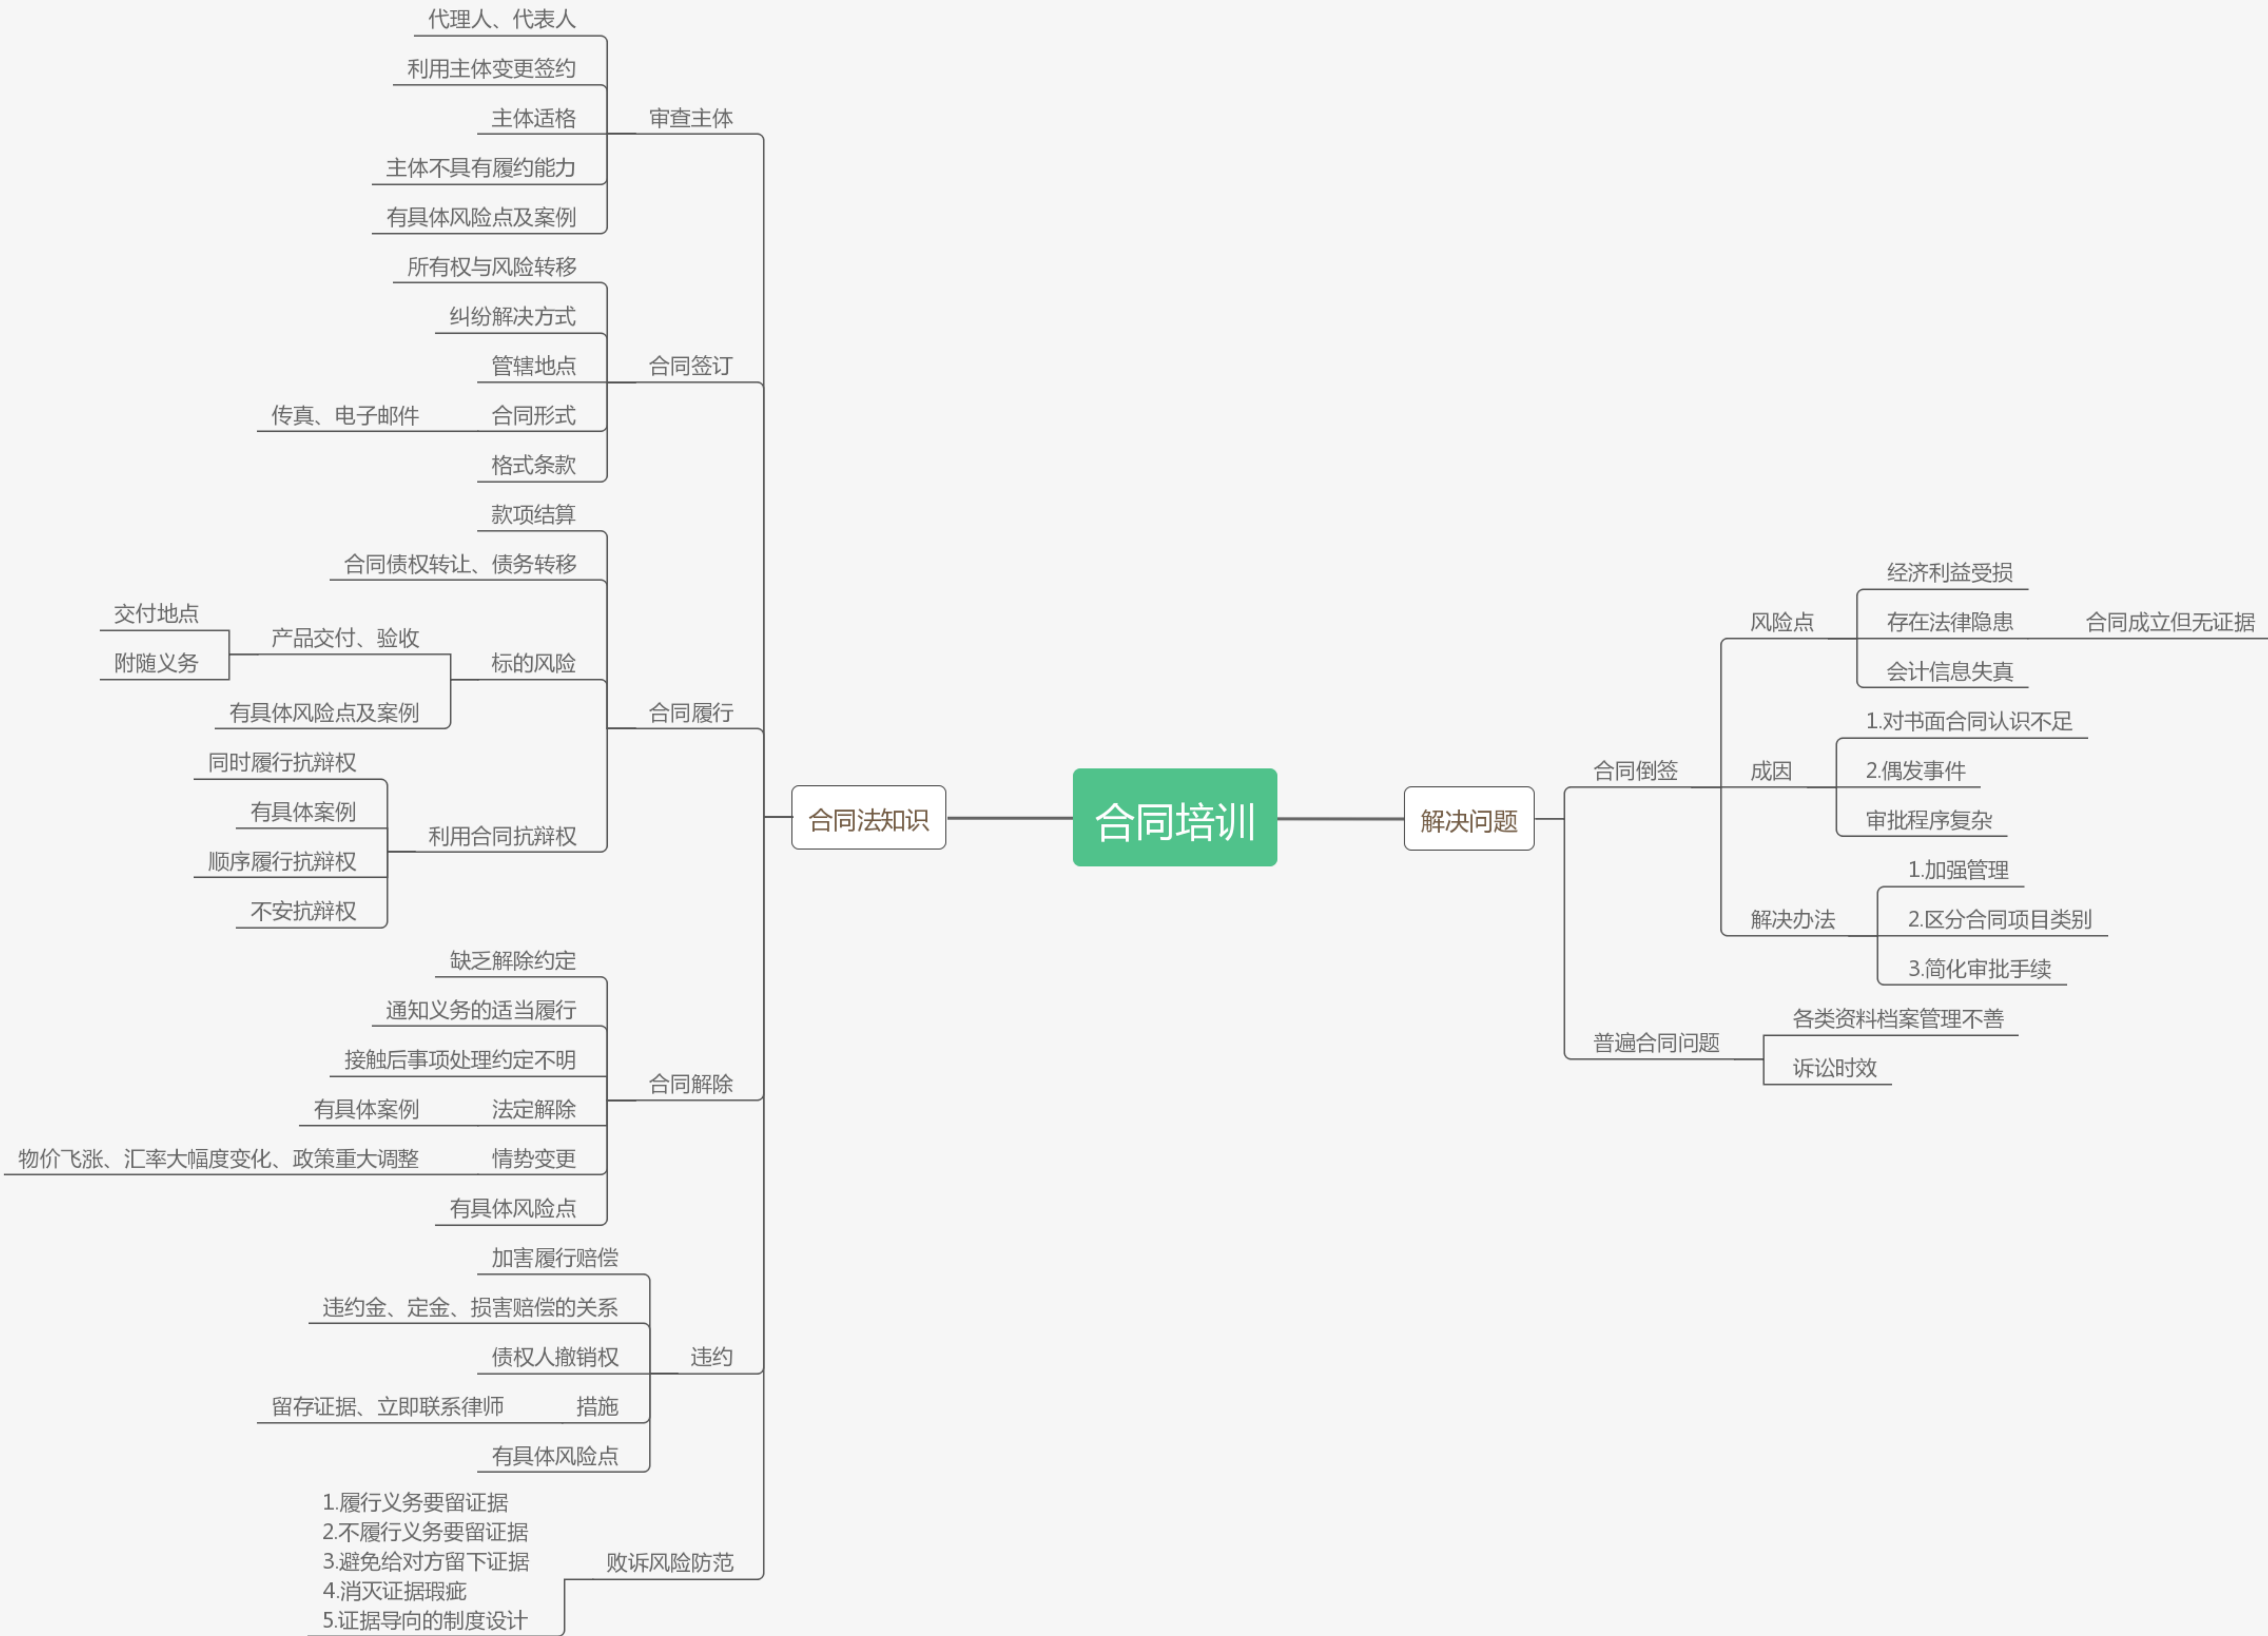 代理人、代表人
利用主体变更签约
主体适格
审查主体
主体不具有履约能力
有具体风险点及案例
所有权与风险转移
纠纷解决方式
管辖地点
合同签订
传真、电子邮件
合同形式
格式条款
款项结算
合同债权转让、债务转移
交付地点
产品交付、验收
附随义务
标的风险
有具体风险点及案例
合同履行
同时履行抗辩权
有具体案例
利用合同抗辩权
顺序履行抗辩权
不安抗辩权
缺乏解除约定
通知义务的适当履行
接触后事项处理约定不明
合同解除
有具体案例
法定解除
物价飞涨、汇率大幅度变化、政策重大调整
情势变更
有具体风险点
加害履行赔偿
违约金、定金、损害赔偿的关系
债权人撤销权
违约
留存证据、立即联系律师
措施
有具体风险点
1.履行义务要留证据
2.不履行义务要留证据
3.避免给对方留下证据
4.消灭证据瑕疵
5.证据导向的制度设计
败诉风险防范
合同法知识
合同培训
解决问题
合同倒签
风险点
经济利益受损
存在法律隐患
合同成立但无证据
会计信息失真
成因
1.对书面合同认识不足
2.偶发事件
审批程序复杂
解决办法
1.加强管理
2.区分合同项目类别
3.简化审批手续
普遍合同问题
各类资料档案管理不善
诉讼时效